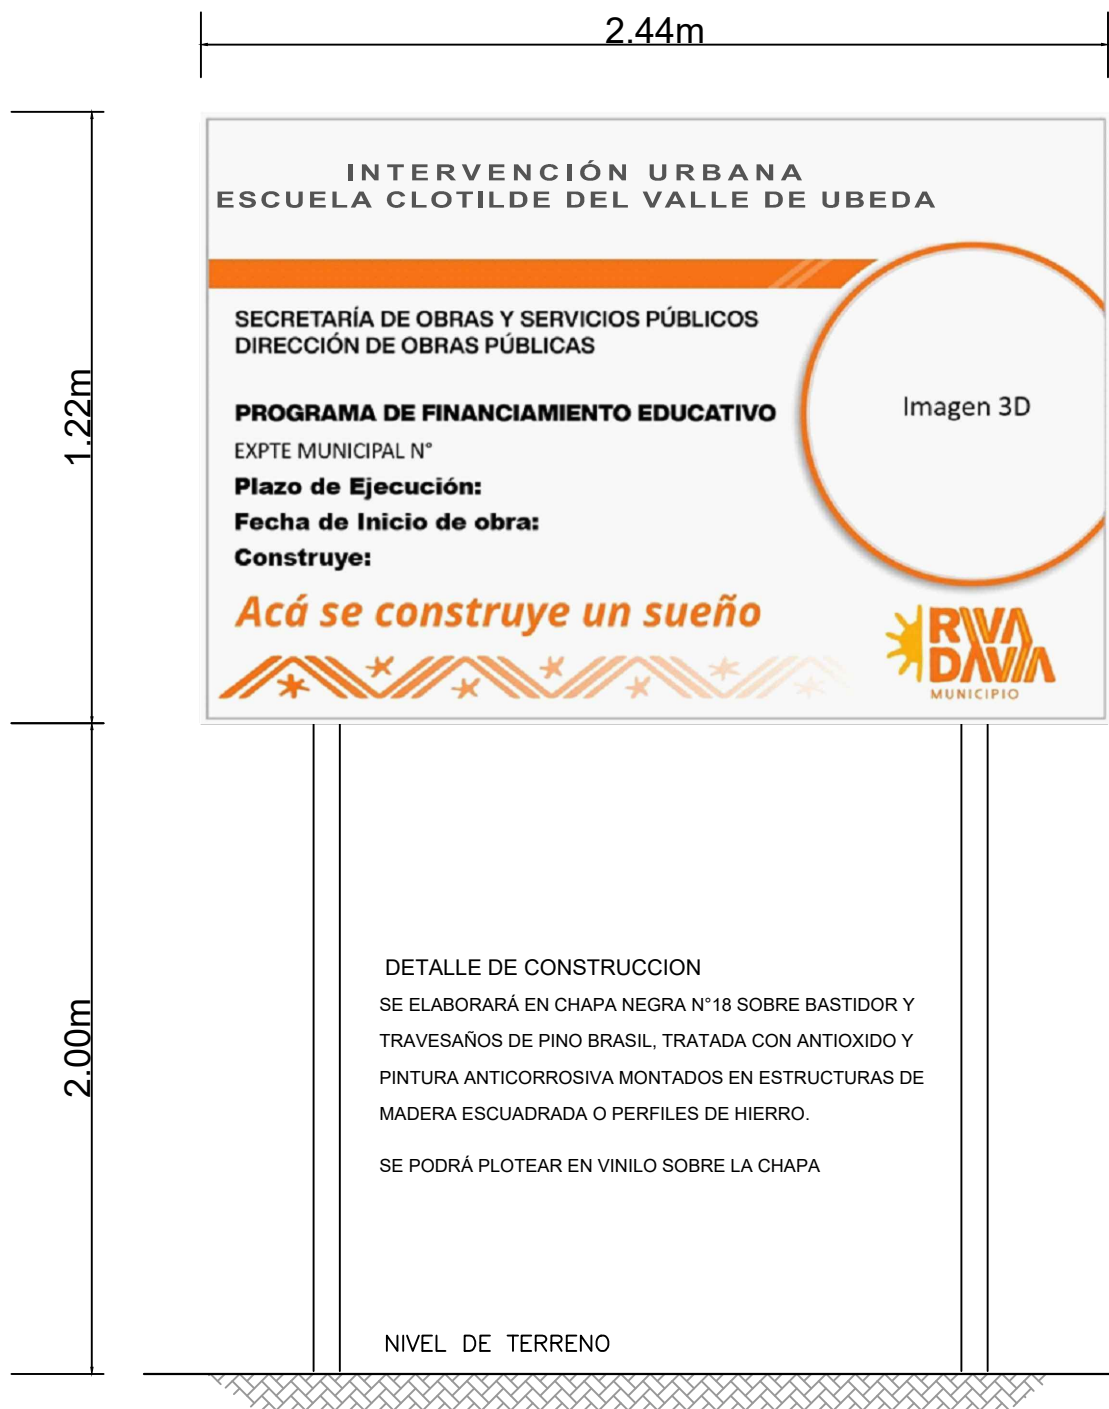 2.44m
INTERVENCIÓN URBANA
ESCUELA CLOTILDE DEL VALLE DE UBEDA
SECRETARÍA DE OBRAS Y SERVICIOS PÚBLICOS
DIRECCIÓN DE OBRAS PÚBLICAS
PROGRAMA DE FINANCIAMIENTO EDUCATIVO
EXPTE MUNICIPAL N°
Plazo de Ejecución:
Fecha de Inicio de obra:
Construye:
Imagen 3D
Acá se construye un sueño
RIVA
DAVIA
MUNICIPIO
1.22m
2.00m
DETALLE DE CONSTRUCCION
SE ELABORARÁ EN CHAPA NEGRA N°18 SOBRE BASTIDOR Y
TRAVESAÑOS DE PINO BRASIL, TRATADA CON ANTIOXIDO Y
PINTURA ANTICORROSIVA MONTADOS EN ESTRUCTURAS DE
MADERA ESCUADRADA O PERFILES DE HIERRO.
SE PODRÁ PLOTEAR EN VINILO SOBRE LA CHAPA
NIVEL DE TERRENO